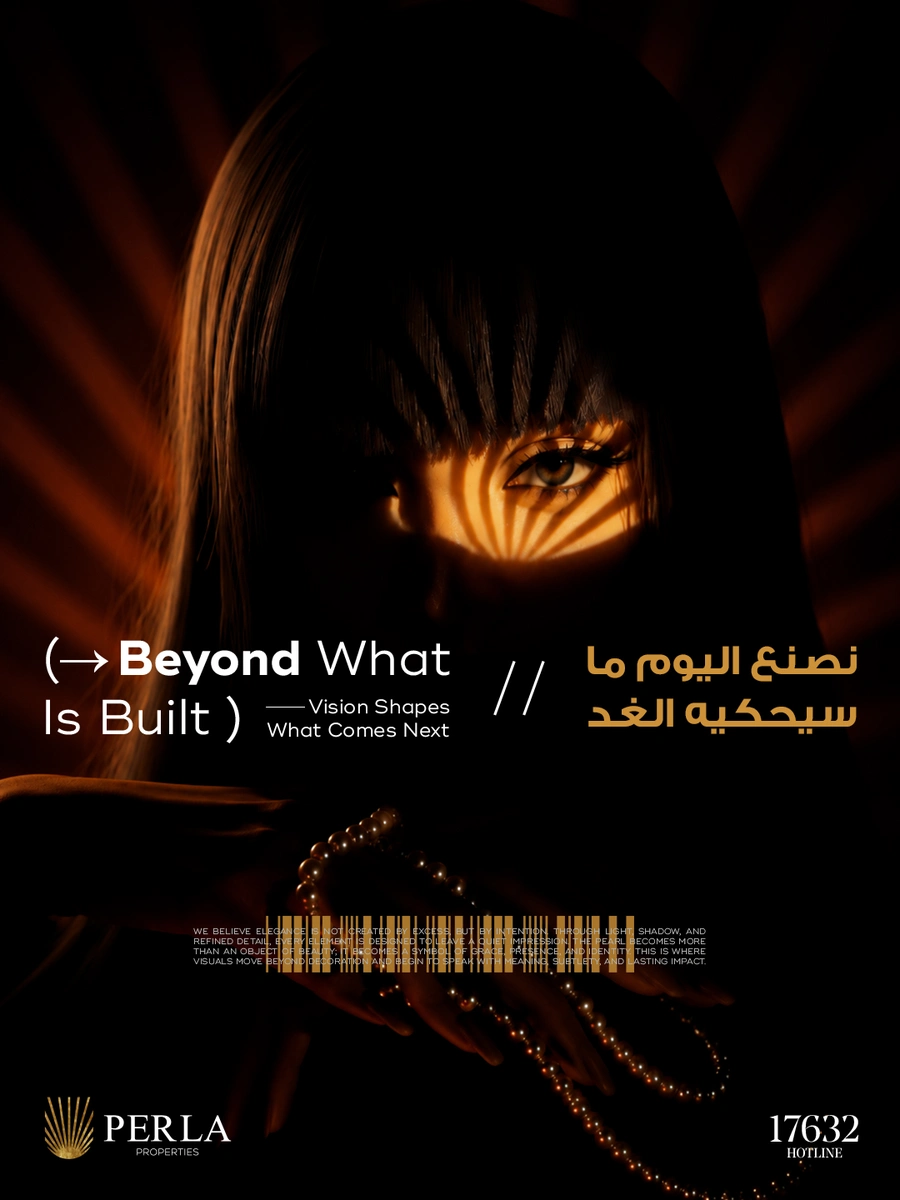 (→ Beyond What
Is Built )
——Vision Shapes
What Comes Next
//
نصنع اليوم ما
سيحكيه الغد
WE BELIEVE ELEGANCE IS NOT CREATED BY EXCESS, BUT BY INTENTION. THROUGH LIGHT, SHADOW, AND
REFINED DETAIL, EVERY ELEMENT IS DESIGNED TO LEAVE A QUIET IMPRESSION. THE PEARL BECOMES MORE
THAN AN OBJECT OF BEAUTY, IT BECOMES A SYMBOL OF GRACE, PRESENCE, AND IDENTITY. THIS IS WHERE
VISUALS MOVE BEYOND DECORATION AND BEGIN TO SPEAK WITH MEANING, SUBTLETY, AND LASTING IMPACT.
PERLA
PROPERTIES
17632
HOTLINE